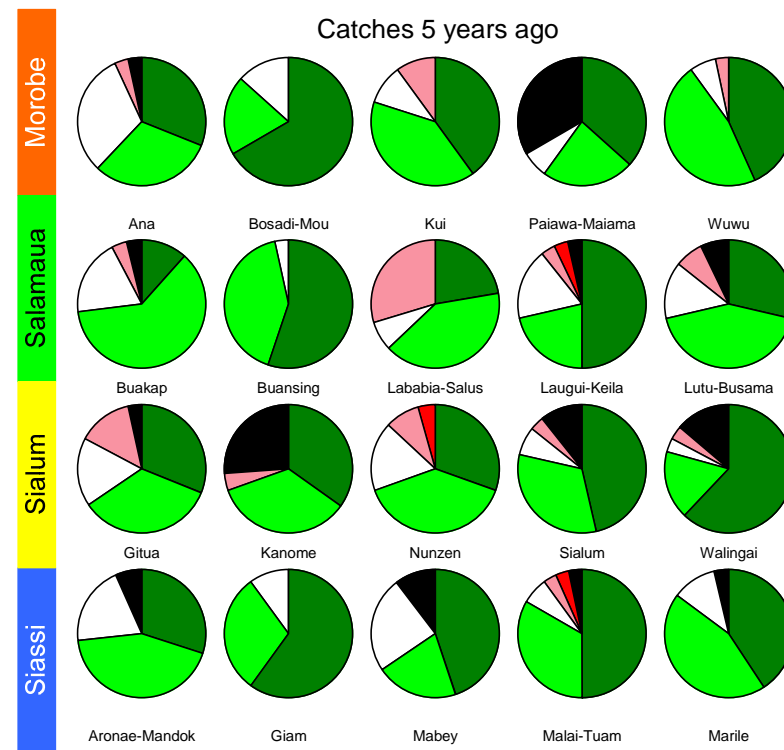 Catches 5 years ago
Morobe
Ana
Bosadi-Mou
Kui
Paiawa-Maiama
Wuwu
Salamaua
Buakap
Buansing
Lababia-Salus
Laugui-Keila
Lutu-Busama
Sialum
Gitua
Kanome
Nunzen
Sialum
Walingai
Siassi
Aronae-Mandok
Giam
Mabey
Malai-Tuam
Marile